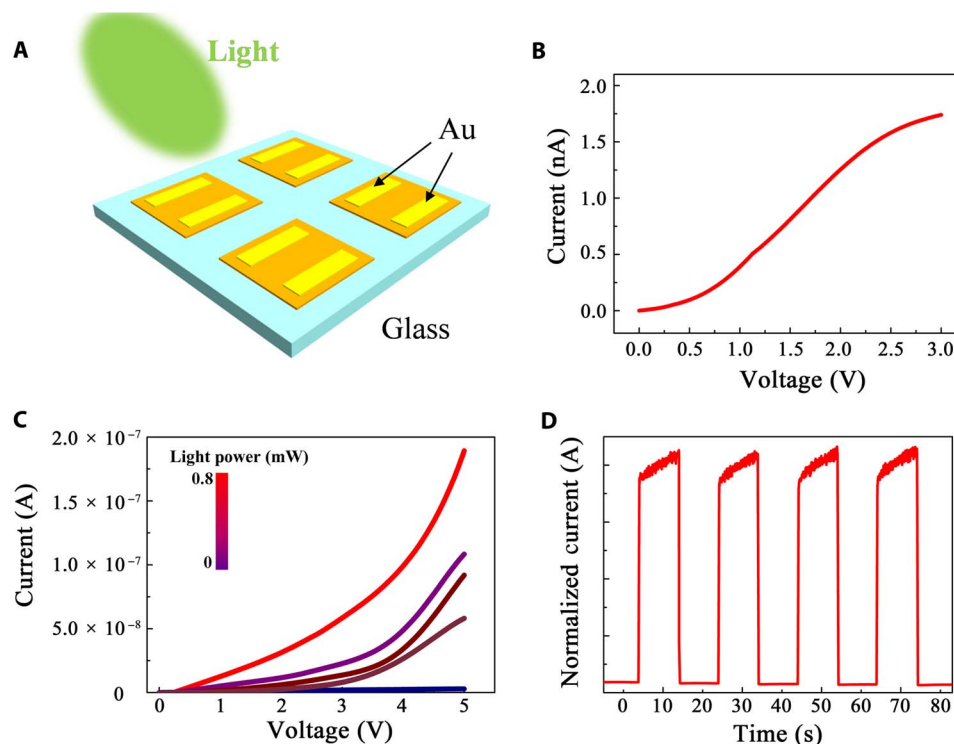 A
Light
Au
Glass
B
Current (nA)
2.0
1.5
1.0
0.5
0.0
0.0 0.5 1.0 1.5 2.0 2.5 3.0
Voltage (V)
C
Current (A)
2.0 × 10⁻⁷
1.5 × 10⁻⁷
1.0 × 10⁻⁷
5.0 × 10⁻⁸
0
Light power (mW)
0.8
0
0 1 2 3 4 5
Voltage (V)
D
Normalized current (A)
0 10 20 30 40 50 60 70 80
Time (s)